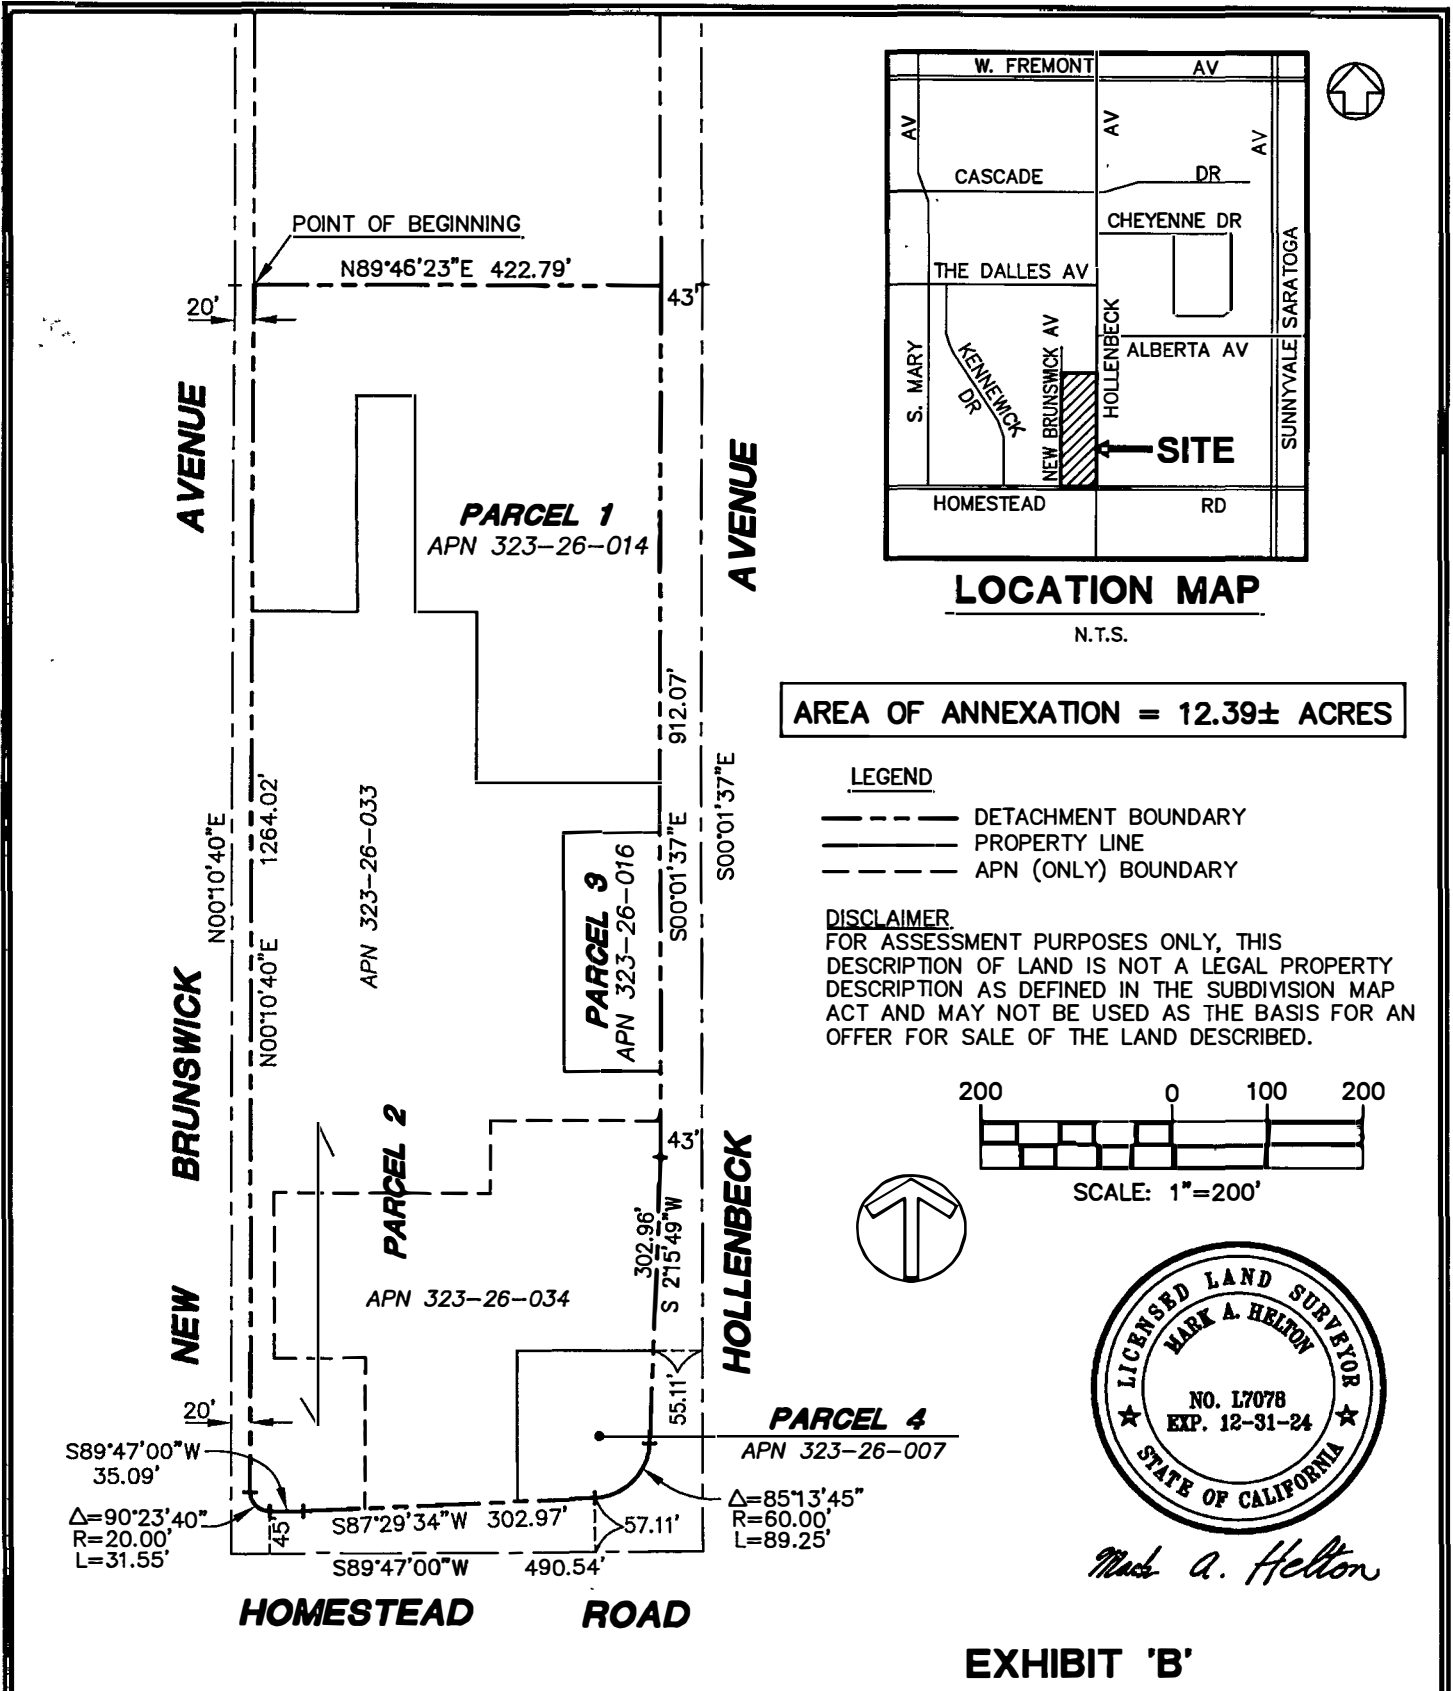 POINT OF BEGINNING
N89°46'23"E 422.79'
20'
43'
AVENUE
AVENUE
PARCEL 1
APN 323-26-014
912.07'
S00°01'37"E
S00°01'37"E
N00°10'40"E
1264.02'
N00°10'40"E
APN 323-26-033
PARCEL 3
APN 323-26-016
NEW BRUNSWICK
PARCEL 2
43'
302.96'
S 2°15'49"W
HOLLENBECK
APN 323-26-034
55.11'
20'
S89°47'00"W
35.09'
Δ=90°23'40"
R=20.00'
L=31.55'
45'
S87°29'34"W 302.97'
57.11'
S89°47'00"W 490.54'
PARCEL 4
APN 323-26-007
Δ=85°13'45"
R=60.00'
L=89.25'
HOMESTEAD ROAD
W. FREMONT AV
AV
AV
AV
CASCADE DR
CHEYENNE DR
THE DALLES AV
S. MARY
KENNEWICK
DR
NEW BRUNSWICK AV
HOLLENBECK
ALBERTA AV
SUNNYVALE SARATOGA
SITE
HOMESTEAD RD
LOCATION MAP
N.T.S.
AREA OF ANNEXATION = 12.39± ACRES
LEGEND
DETACHMENT BOUNDARY
PROPERTY LINE
APN (ONLY) BOUNDARY
DISCLAIMER
FOR ASSESSMENT PURPOSES ONLY, THIS
DESCRIPTION OF LAND IS NOT A LEGAL PROPERTY
DESCRIPTION AS DEFINED IN THE SUBDIVISION MAP
ACT AND MAY NOT BE USED AS THE BASIS FOR AN
OFFER FOR SALE OF THE LAND DESCRIBED.
200 0 100 200
SCALE: 1"=200'
LICENSED LAND SURVEYOR
MARK A. HELTON
NO. L7078
EXP. 12-31-24
STATE OF CALIFORNIA
Mark A. Helton
EXHIBIT 'B'